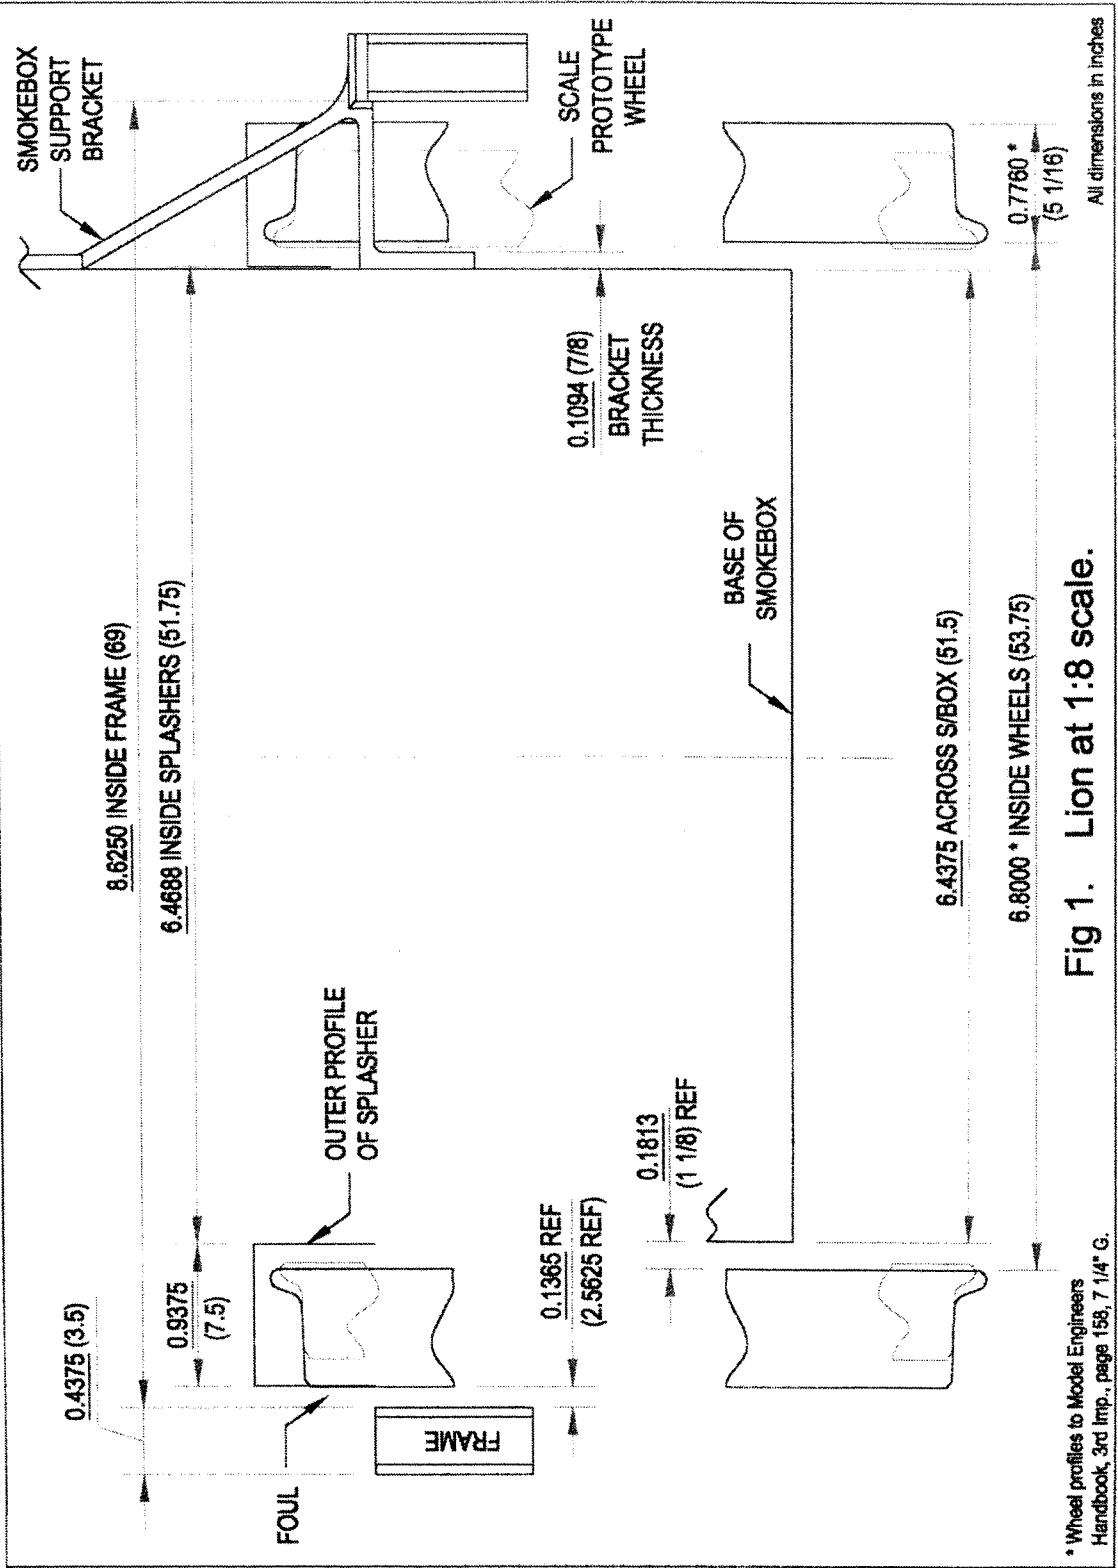 SMOKEBOX
SUPPORT
BRACKET
8.6250 INSIDE FRAME (69)
6.4688 INSIDE SPLASHERS (51.75)
0.4375 (3.5)
0.9375
(7.5)
OUTER PROFILE
OF SPLASHER
FOUL
FRAME
0.1365 REF
(2.5625 REF)
0.1813
(1 1/8) REF
0.1094 (7/8)
BRACKET
THICKNESS
SCALE
PROTOTYPE
WHEEL
BASE OF
SMOKEBOX
6.4375 ACROSS S/BOX (51.5)
6.8000 * INSIDE WHEELS (53.75)
0.7760 *
(5 1/16)
All dimensions in inches
* Wheel profiles to Model Engineers
Handbook, 3rd Imp., page 158, 7 1/4" G.
Fig 1. Lion at 1:8 scale.